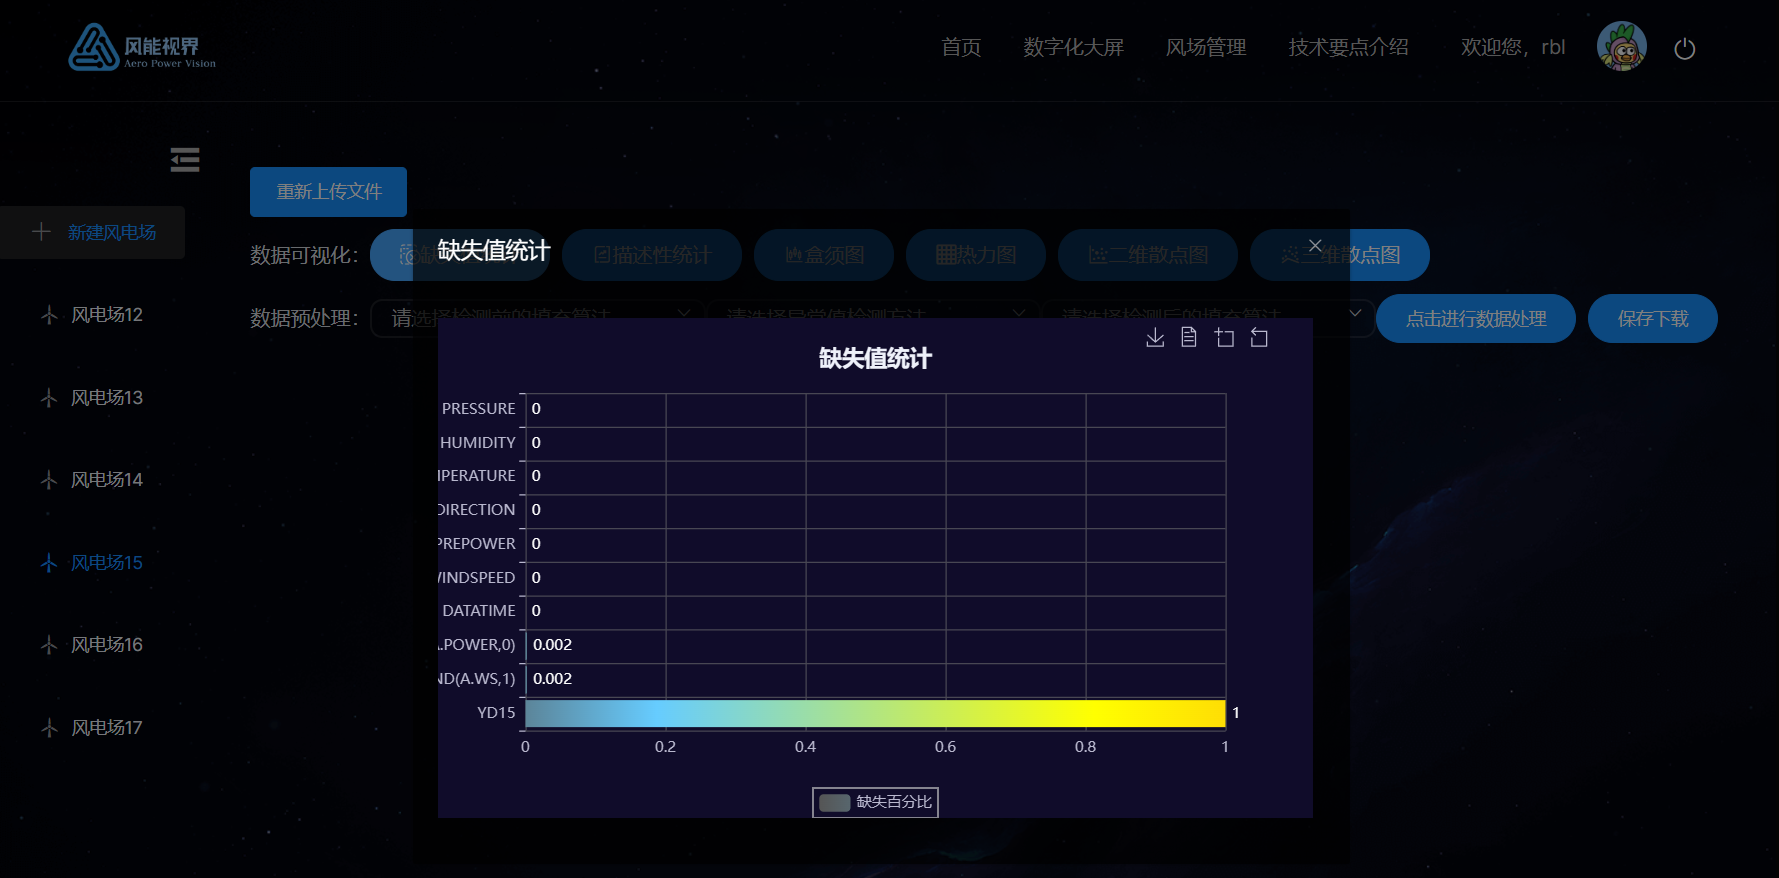 风能视界
Aero Power Vision
首页
数字化大屏
风场管理
技术要点介绍
欢迎您，rbl
新建风电场
风电场12
风电场13
风电场14
风电场15
风电场16
风电场17
重新上传文件
数据可视化：
缺失值统计
描述性统计
盒须图
热力图
二维散点图
三维散点图
数据预处理：
请选择检测前的填充算法
请选择异常值检测方法
请选择检测后的填充算法
点击进行数据处理
保存下载
缺失值统计
PRESSURE 0
HUMIDITY 0
MPERATURE 0
DIRECTION 0
PREPOWER 0
WINDSPEED 0
DATATIME 0
A.POWER,0) 0.002
ND(A.WS,1) 0.002
YD15 1
0 0.2 0.4 0.6 0.8 1
缺失百分比